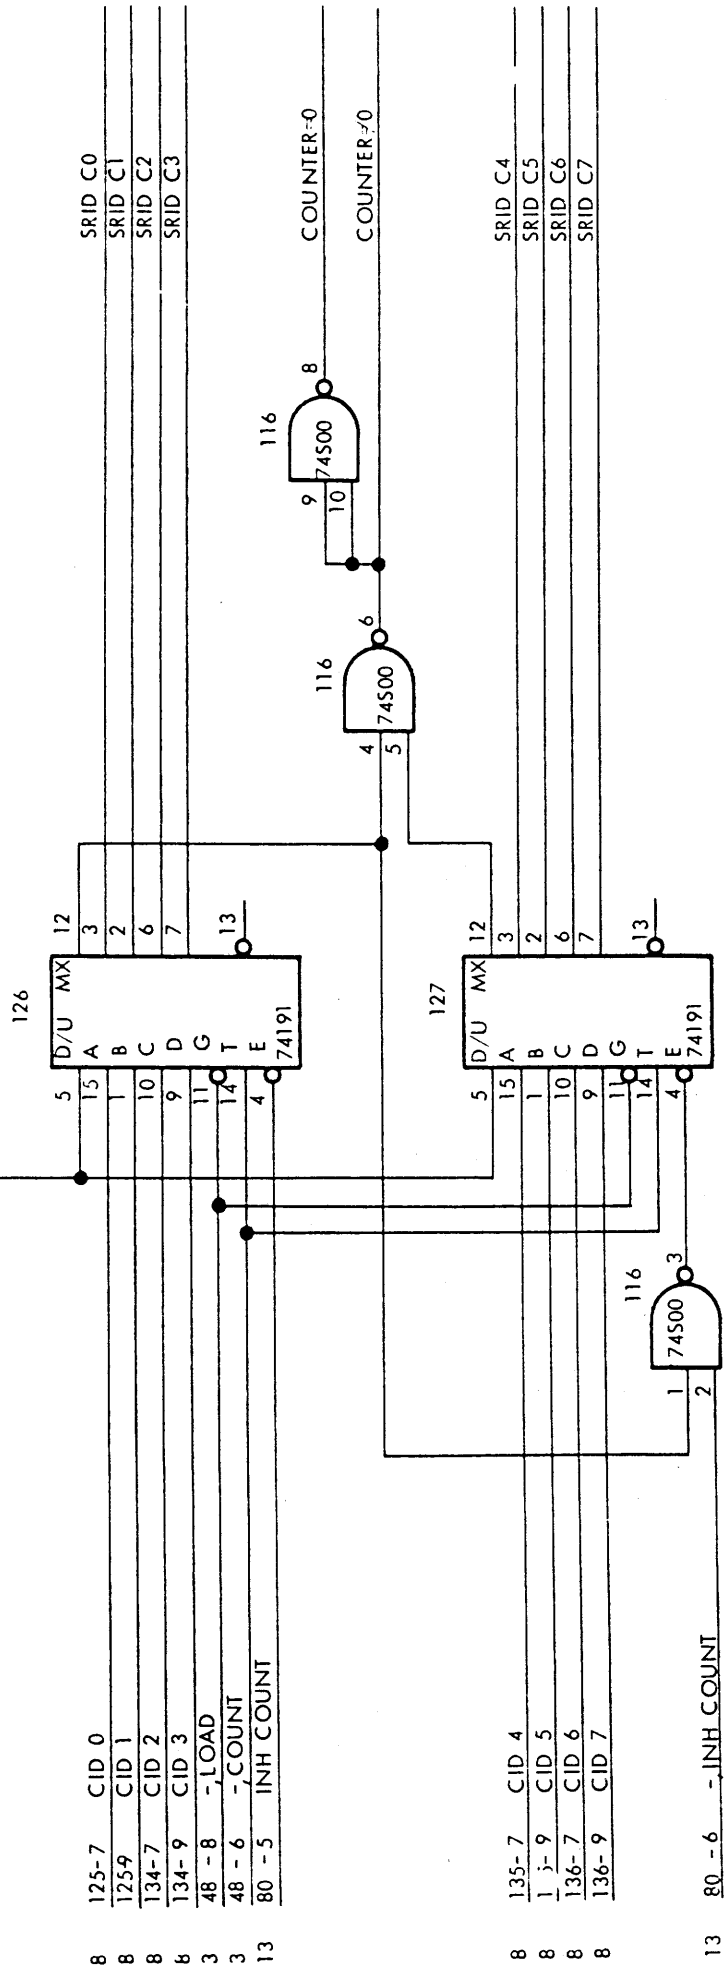 8 125-7 CID 0
8 1259 CID 1
8 134-7 CID 2
8 134-9 CID 3
3 48-8 ¬,LOAD
3 48-6 ¬,COUNT
13 80-5 INH COUNT
126
5 D/U MX 12
15 A 3
1 B 2
10 C 6
9 D 7
11 G
14 T 13
4 E
74191
SRID C0
SRID C1
SRID C2
SRID C3
116
9
10
74S00
8
COUNTER=0
116
4
5
74S00
6
COUNTER≠0
8 135-7 CID 4
8 -9 CID 5
8 136-7 CID 6
8 136-9 CID 7
13 80-6 ¬,INH COUNT
116
1
2
74S00
3
127
5 D/U MX 12
15 A 3
1 B 2
10 C 6
9 D 7
11 G
14 T 13
4 E
74191
SRID C4
SRID C5
SRID C6
SRID C7